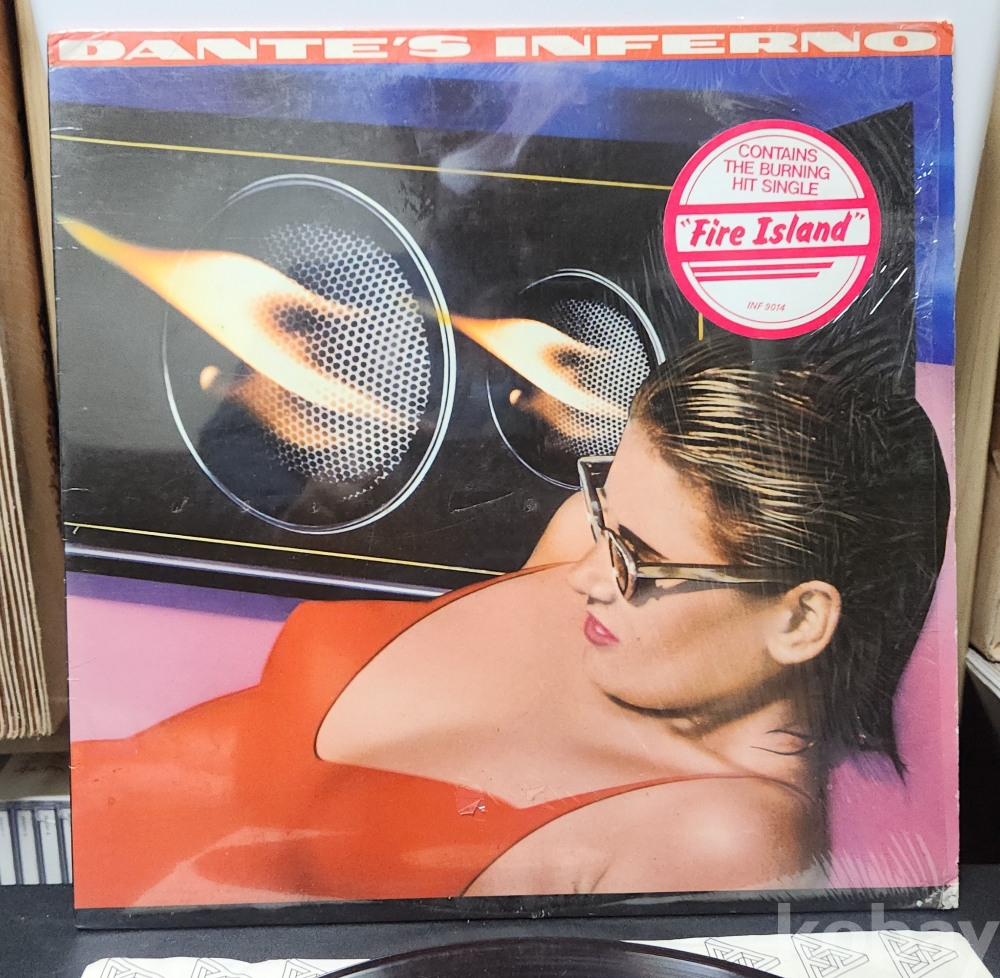 DANTE'S INFERNO
CONTAINS
THE BURNING
HIT SINGLE
"Fire Island"
INF 9014
kobay